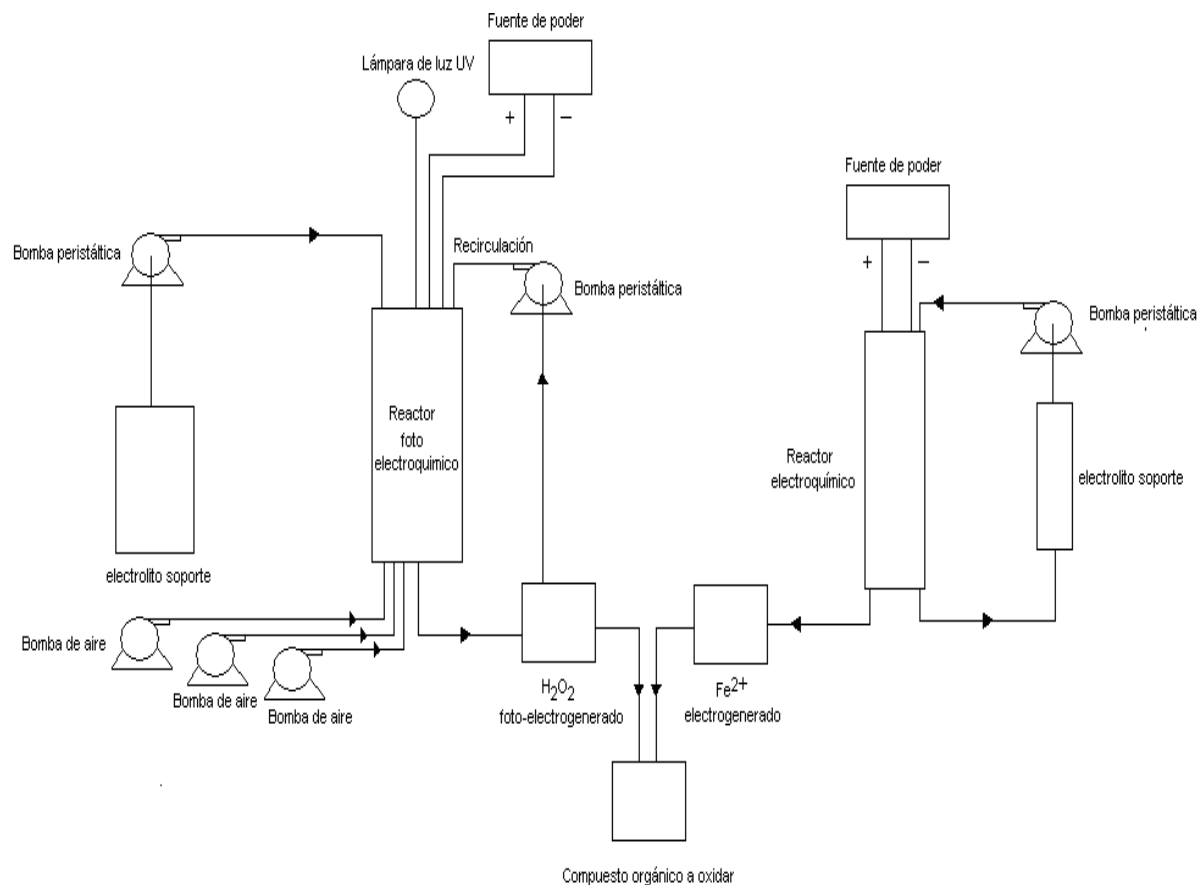 Fuente de poder
Lámpara de luz UV
+
−
Fuente de poder
+
−
Bomba peristáltica
Recirculación
Bomba peristáltica
Bomba peristáltica
Reactor
foto
electroquimico
Reactor
electroquímico
electrolito soporte
electrolito soporte
Bomba de aire
Bomba de aire
Bomba de aire
H₂O₂
foto-electrogenerado
Fe²⁺
electrogenerado
Compuesto orgánico a oxidar